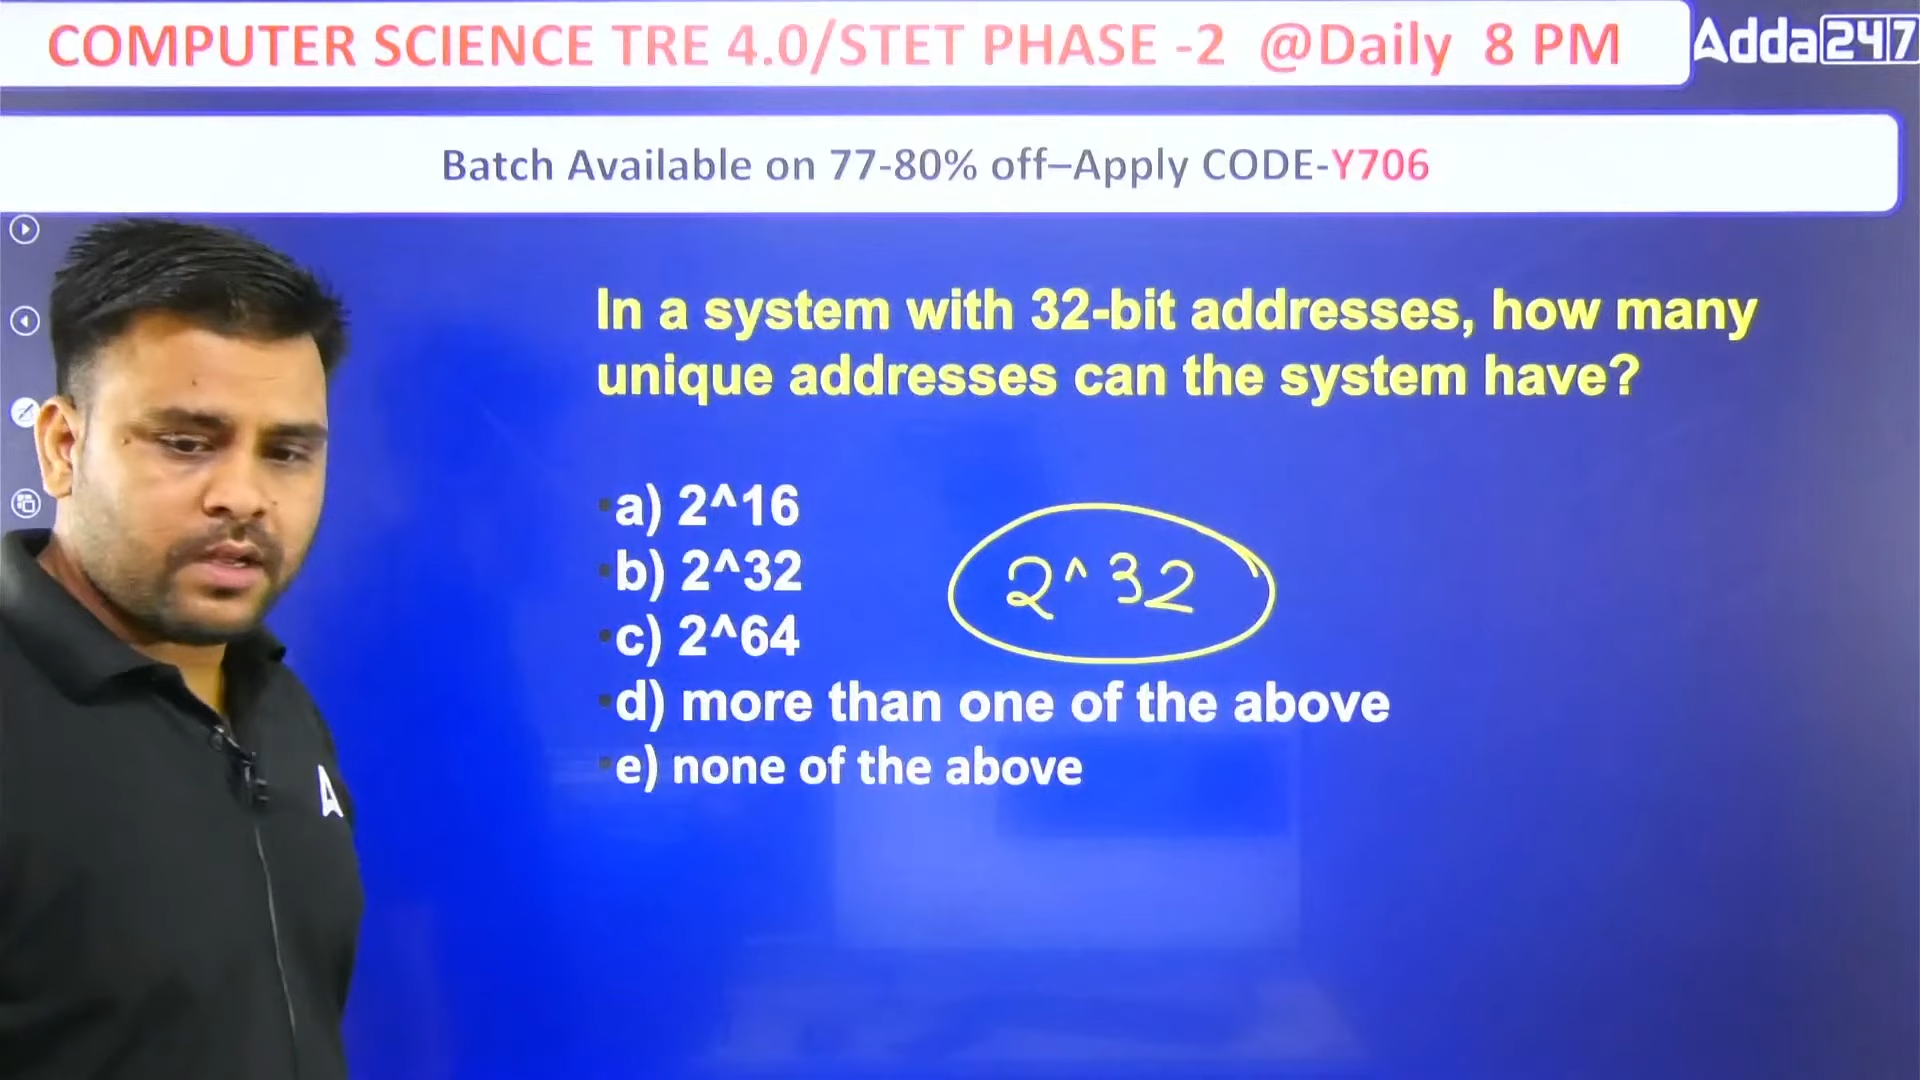 COMPUTER SCIENCE TRE 4.0/STET PHASE -2 @Daily 8 PM
Adda247
Batch Available on 77-80% off–Apply CODE-Y706
In a system with 32-bit addresses, how many
unique addresses can the system have?
a) 2^16
b) 2^32
c) 2^64
2^32
d) more than one of the above
e) none of the above
A